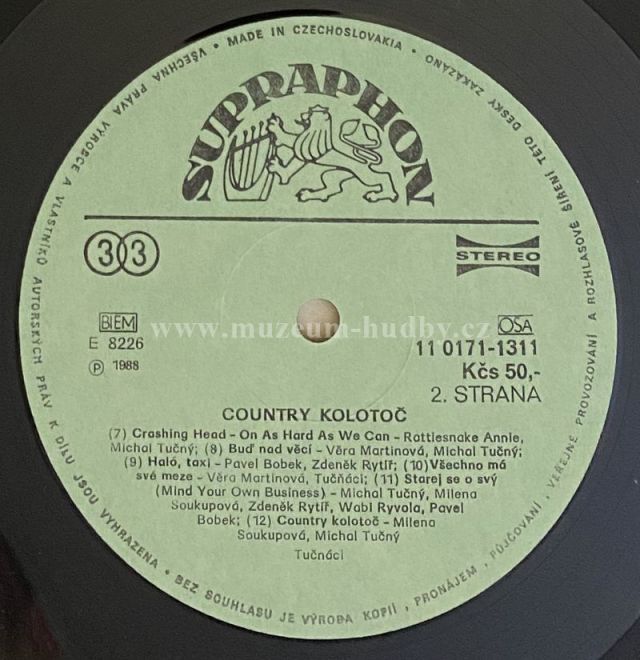 VŠECHNA PRÁVA VÝROBCE A VLASTNÍKŮ AUTORSKÝCH PRÁV K DÍLU JSOU VYHRAZENA • BEZ SOUHLASU JE VÝROBA KOPIÍ, PRONÁJEM, PŮJČOVÁNÍ, VEŘEJNÉ PROVOZOVÁNÍ A ROZHLASOVÉ ŠÍŘENÍ TÉTO DESKY ZAKÁZÁNO • MADE IN CZECHOSLOVAKIA •
SUPRAPHON
33
STEREO
BIEM
OSA
www.muzeum-hudby.cz
E 8226
11 0171-1311
Ⓟ 1988
Kčs 50,-
2. STRANA
COUNTRY KOLOTOČ
(7) Crashing Head - On As Hard As We Can - Rattlesnake Annie,
Michal Tučný; (8) Buď nad věcí - Věra Martinová, Michal Tučný;
(9) Haló, taxi - Pavel Bobek, Zdeněk Rytíř; (10) Všechno má
své meze - Věra Martinová, Tučňáci; (11) Starej se o svý
(Mind Your Own Business) - Michal Tučný, Milena
Soukupová, Zdeněk Rytíř, Wabi Ryvola, Pavel
Bobek; (12) Country kolotoč - Milena
Soukupová, Michal Tučný
Tučňáci